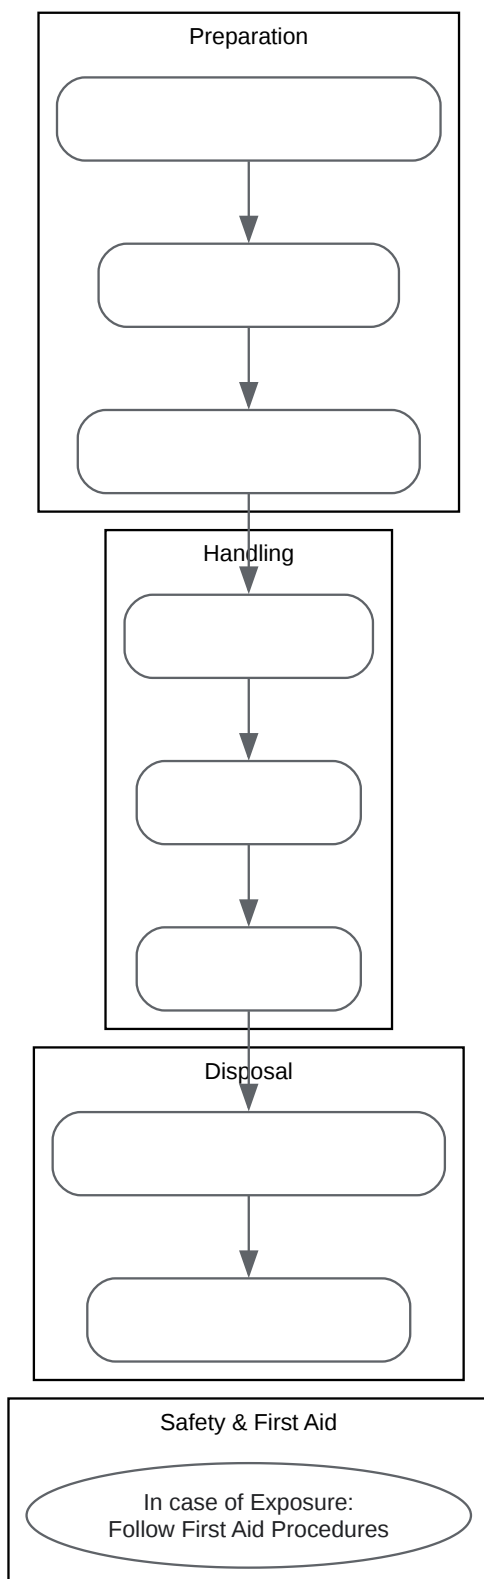 Preparation
Handling
Disposal
Safety & First Aid
In case of Exposure:
Follow First Aid Procedures